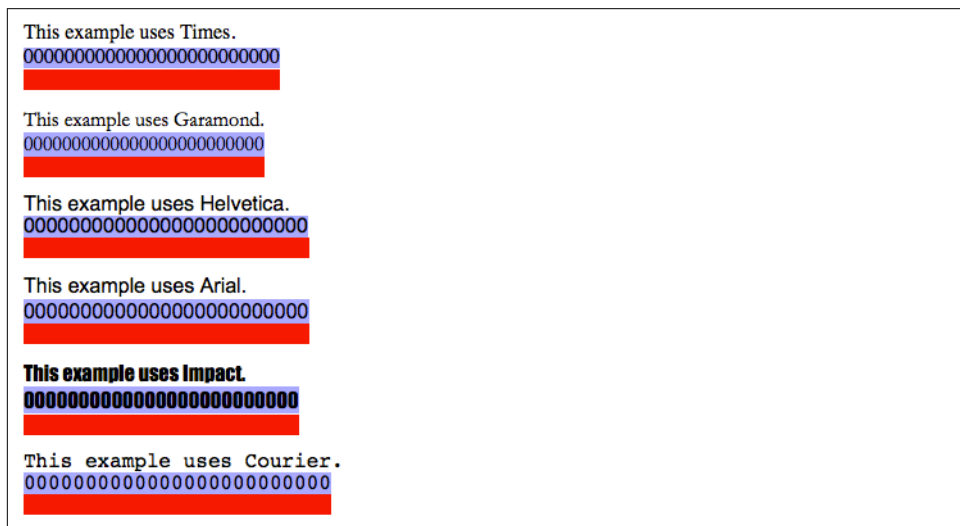 This example uses Times.
0000000000000000000000000
This example uses Garamond.
0000000000000000000000000
This example uses Helvetica.
0000000000000000000000000
This example uses Arial.
0000000000000000000000000
This example uses Impact.
0000000000000000000000000
This example uses Courier.
0000000000000000000000000